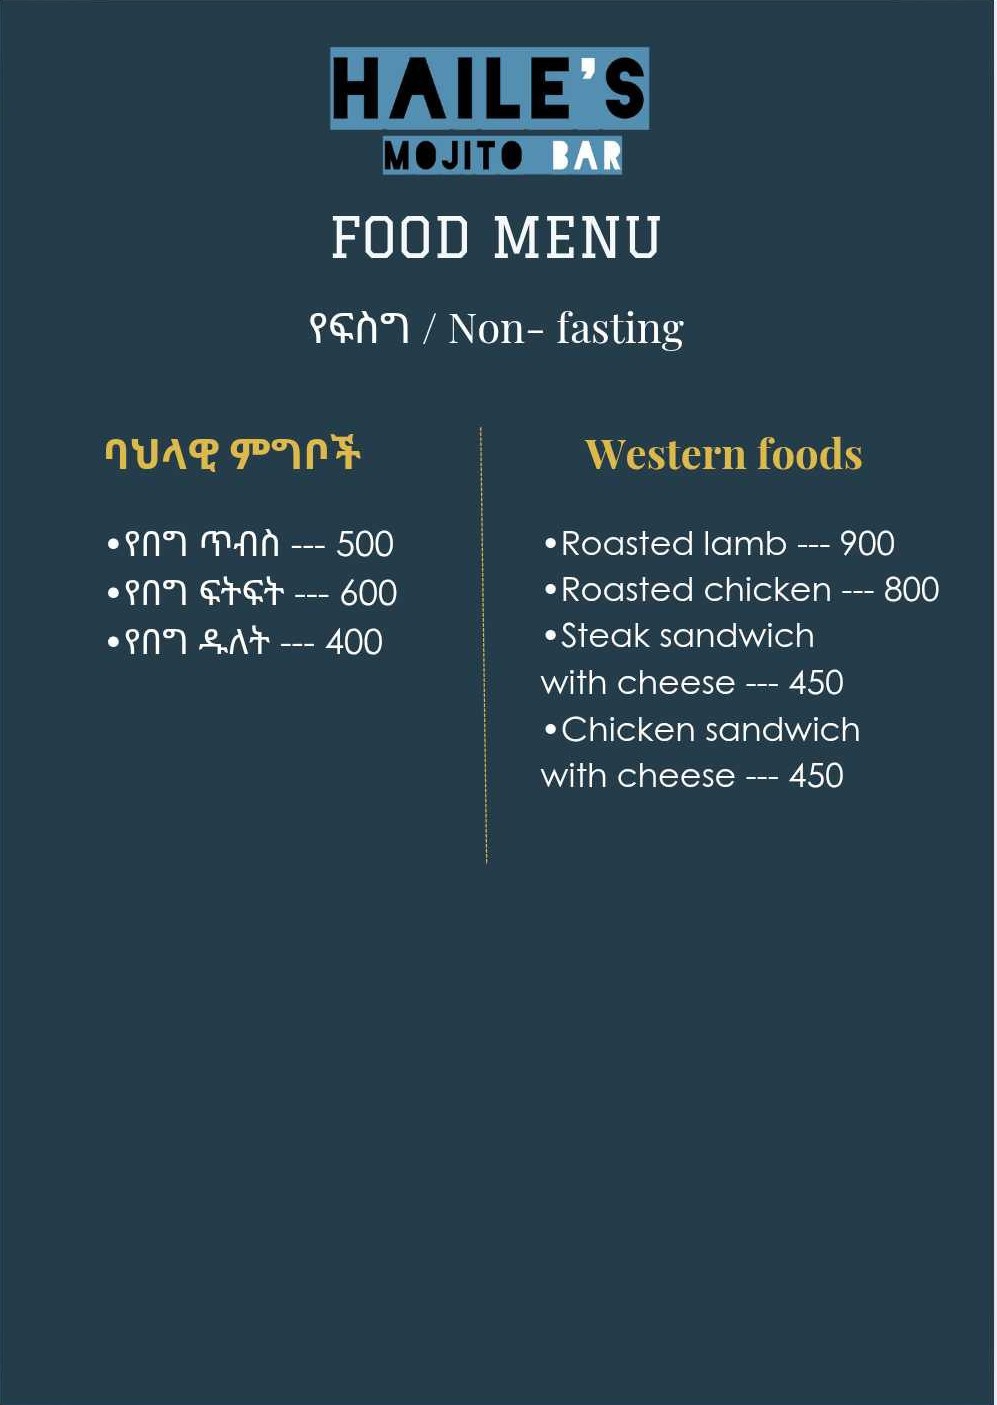 HAILE'S
MOJITO BAR
FOOD MENU
የፍስግ / Non- fasting
ባህላዊ ምግቦች
•የበግ ጥብስ --- 500
•የበግ ፍትፍት --- 600
•የበግ ዱለት --- 400
Western foods
•Roasted lamb --- 900
•Roasted chicken --- 800
•Steak sandwich
with cheese --- 450
•Chicken sandwich
with cheese --- 450